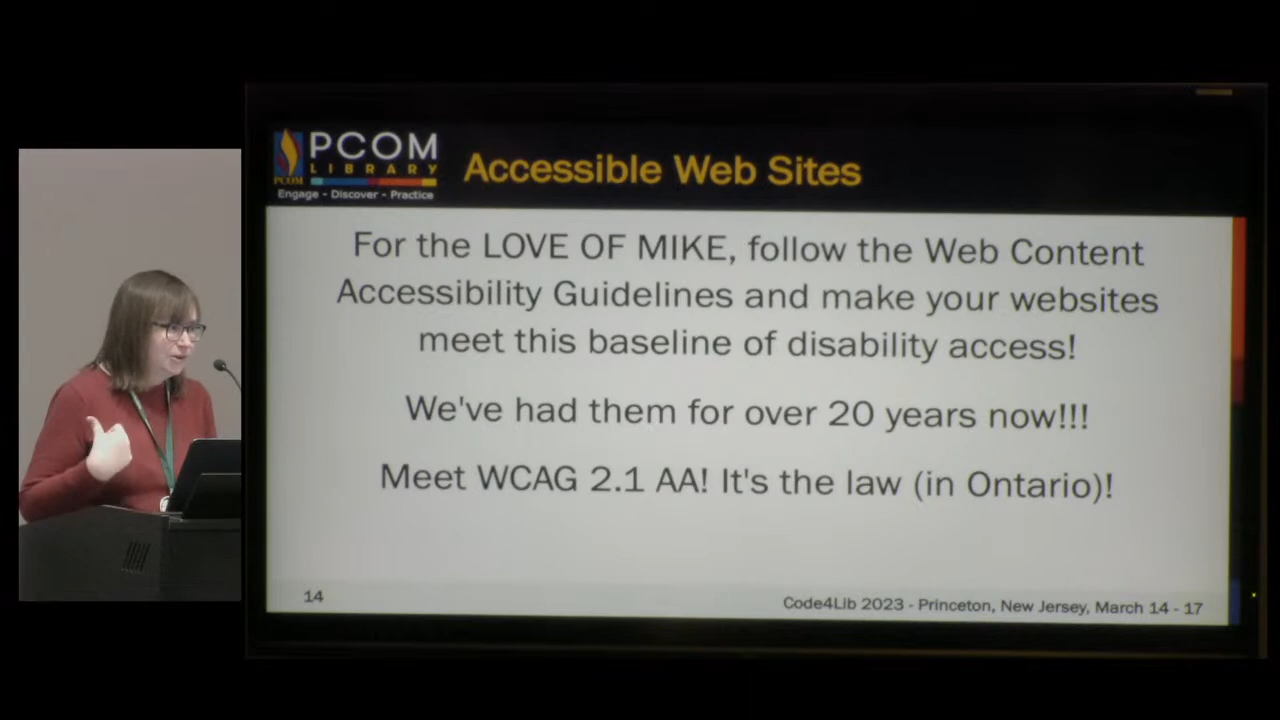 PCOM
LIBRARY
PCOM
Engage - Discover - Practice
Accessible Web Sites
For the LOVE OF MIKE, follow the Web Content
Accessibility Guidelines and make your websites
meet this baseline of disability access!
We've had them for over 20 years now!!!
Meet WCAG 2.1 AA! It's the law (in Ontario)!
14
Code4Lib 2023 - Princeton, New Jersey, March 14 - 17